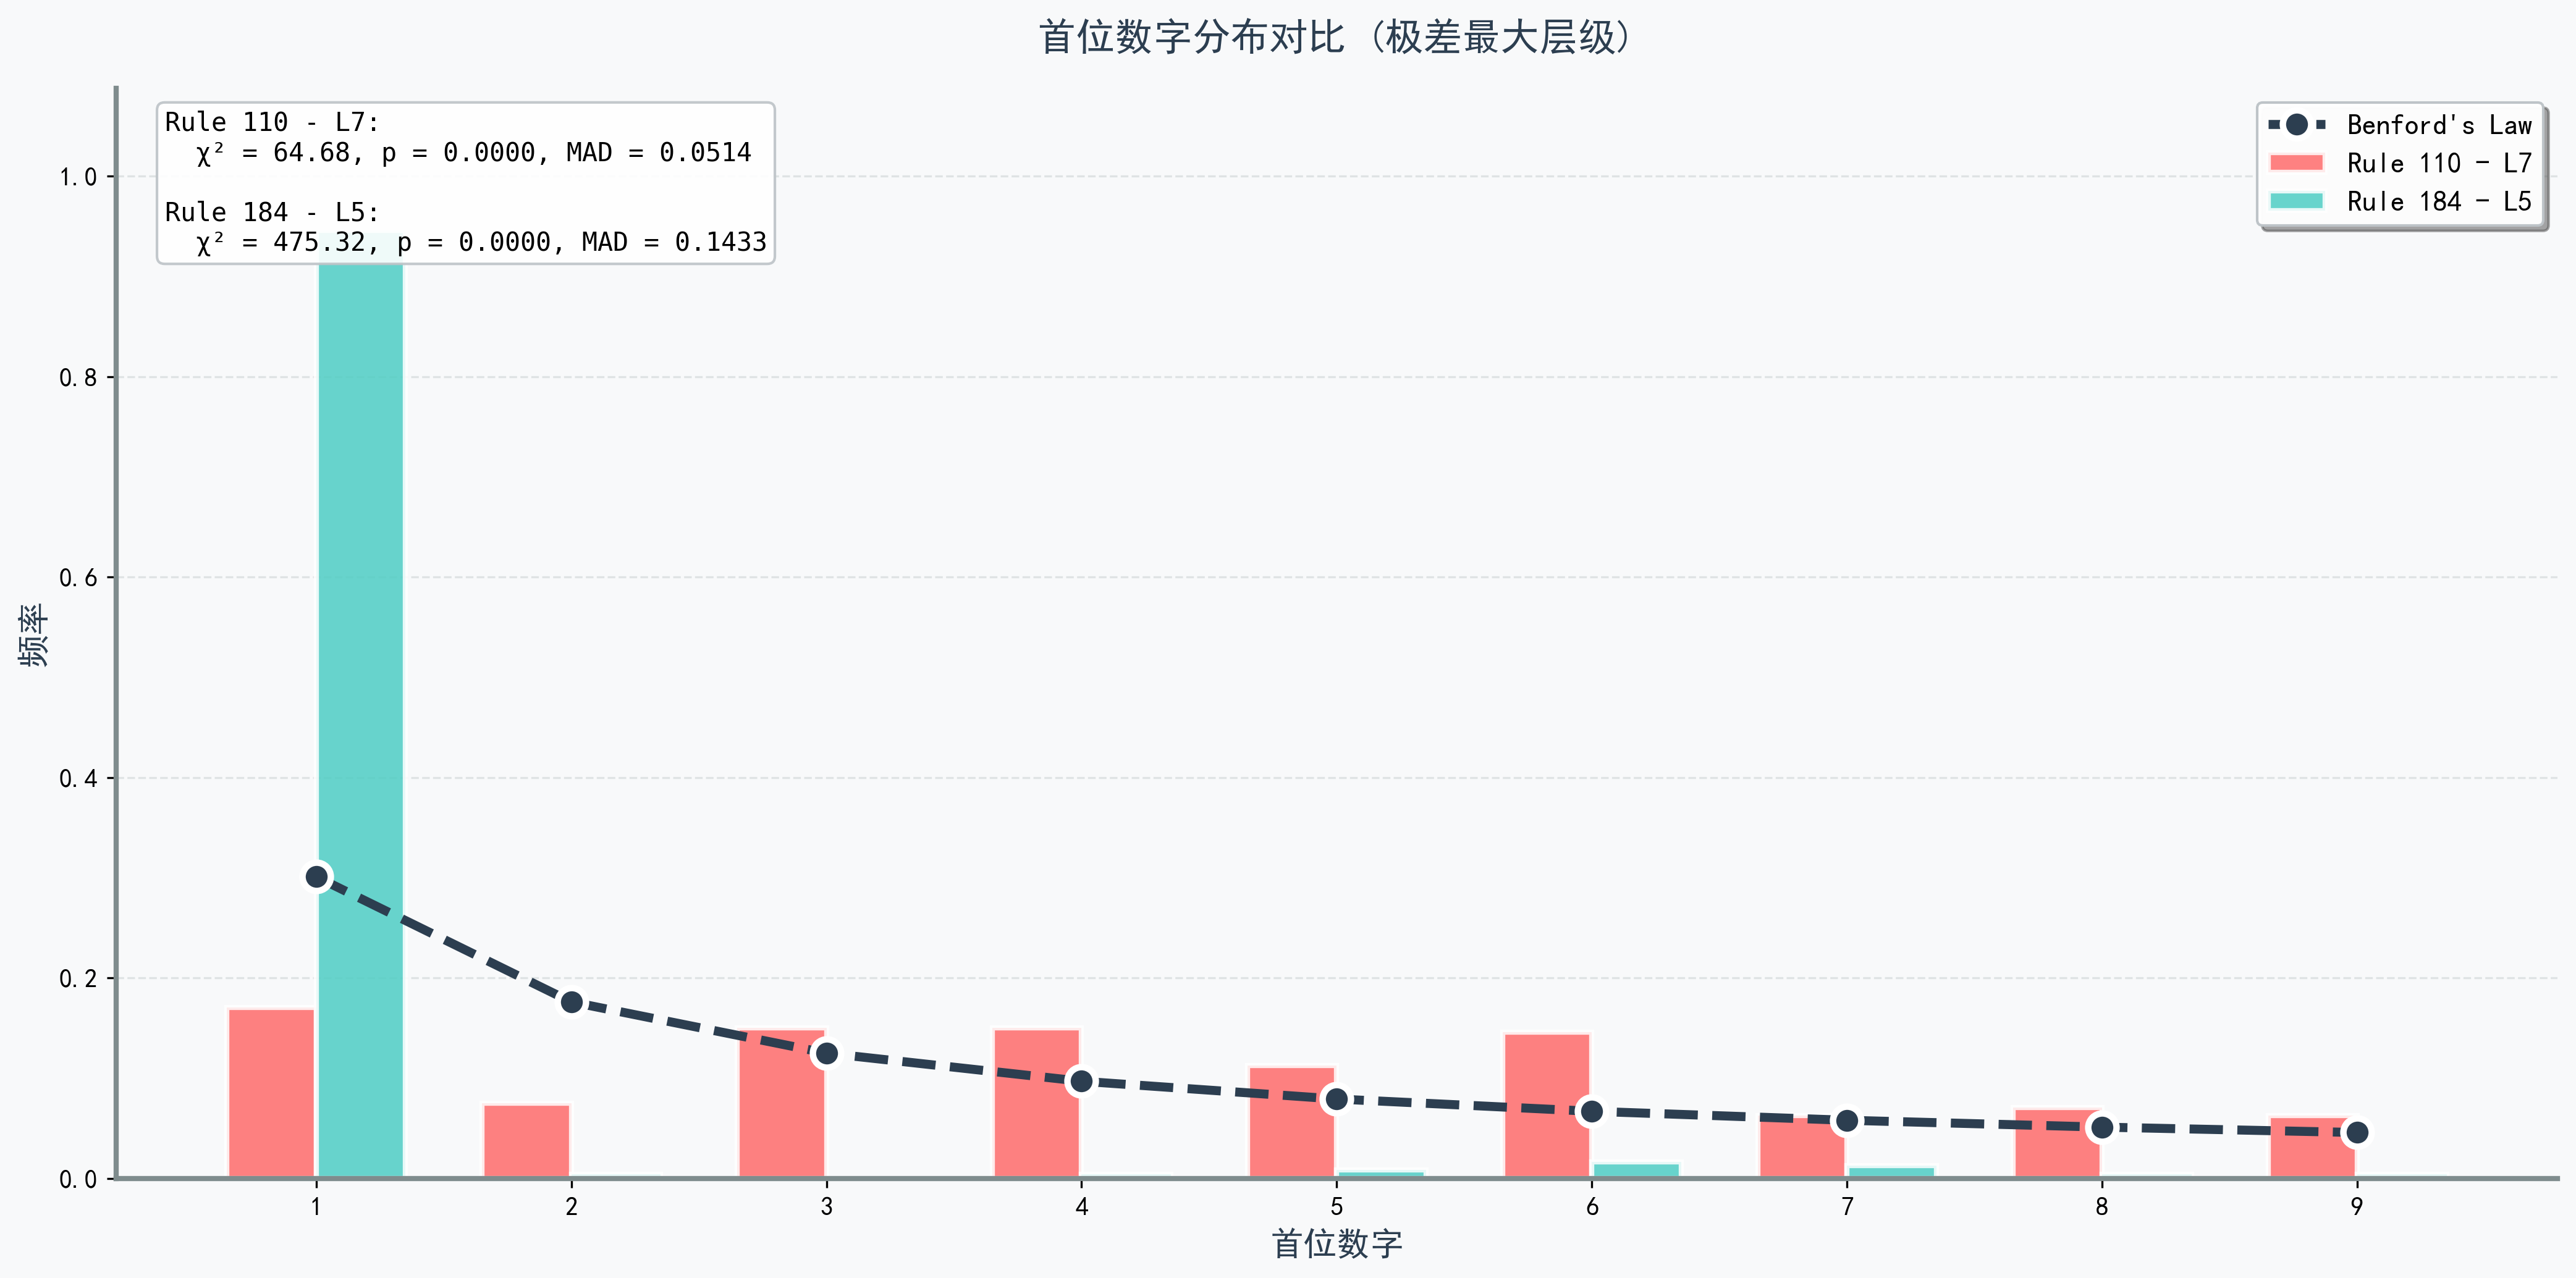 首位数字分布对比 (极差最大层级)
Rule 110 - L7:
χ² = 64.68, p = 0.0000, MAD = 0.0514
Rule 184 - L5:
χ² = 475.32, p = 0.0000, MAD = 0.1433
Benford's Law
Rule 110 - L7
Rule 184 - L5
频率
1.0
0.8
0.6
0.4
0.2
0.0
1 2 3 4 5 6 7 8 9
首位数字